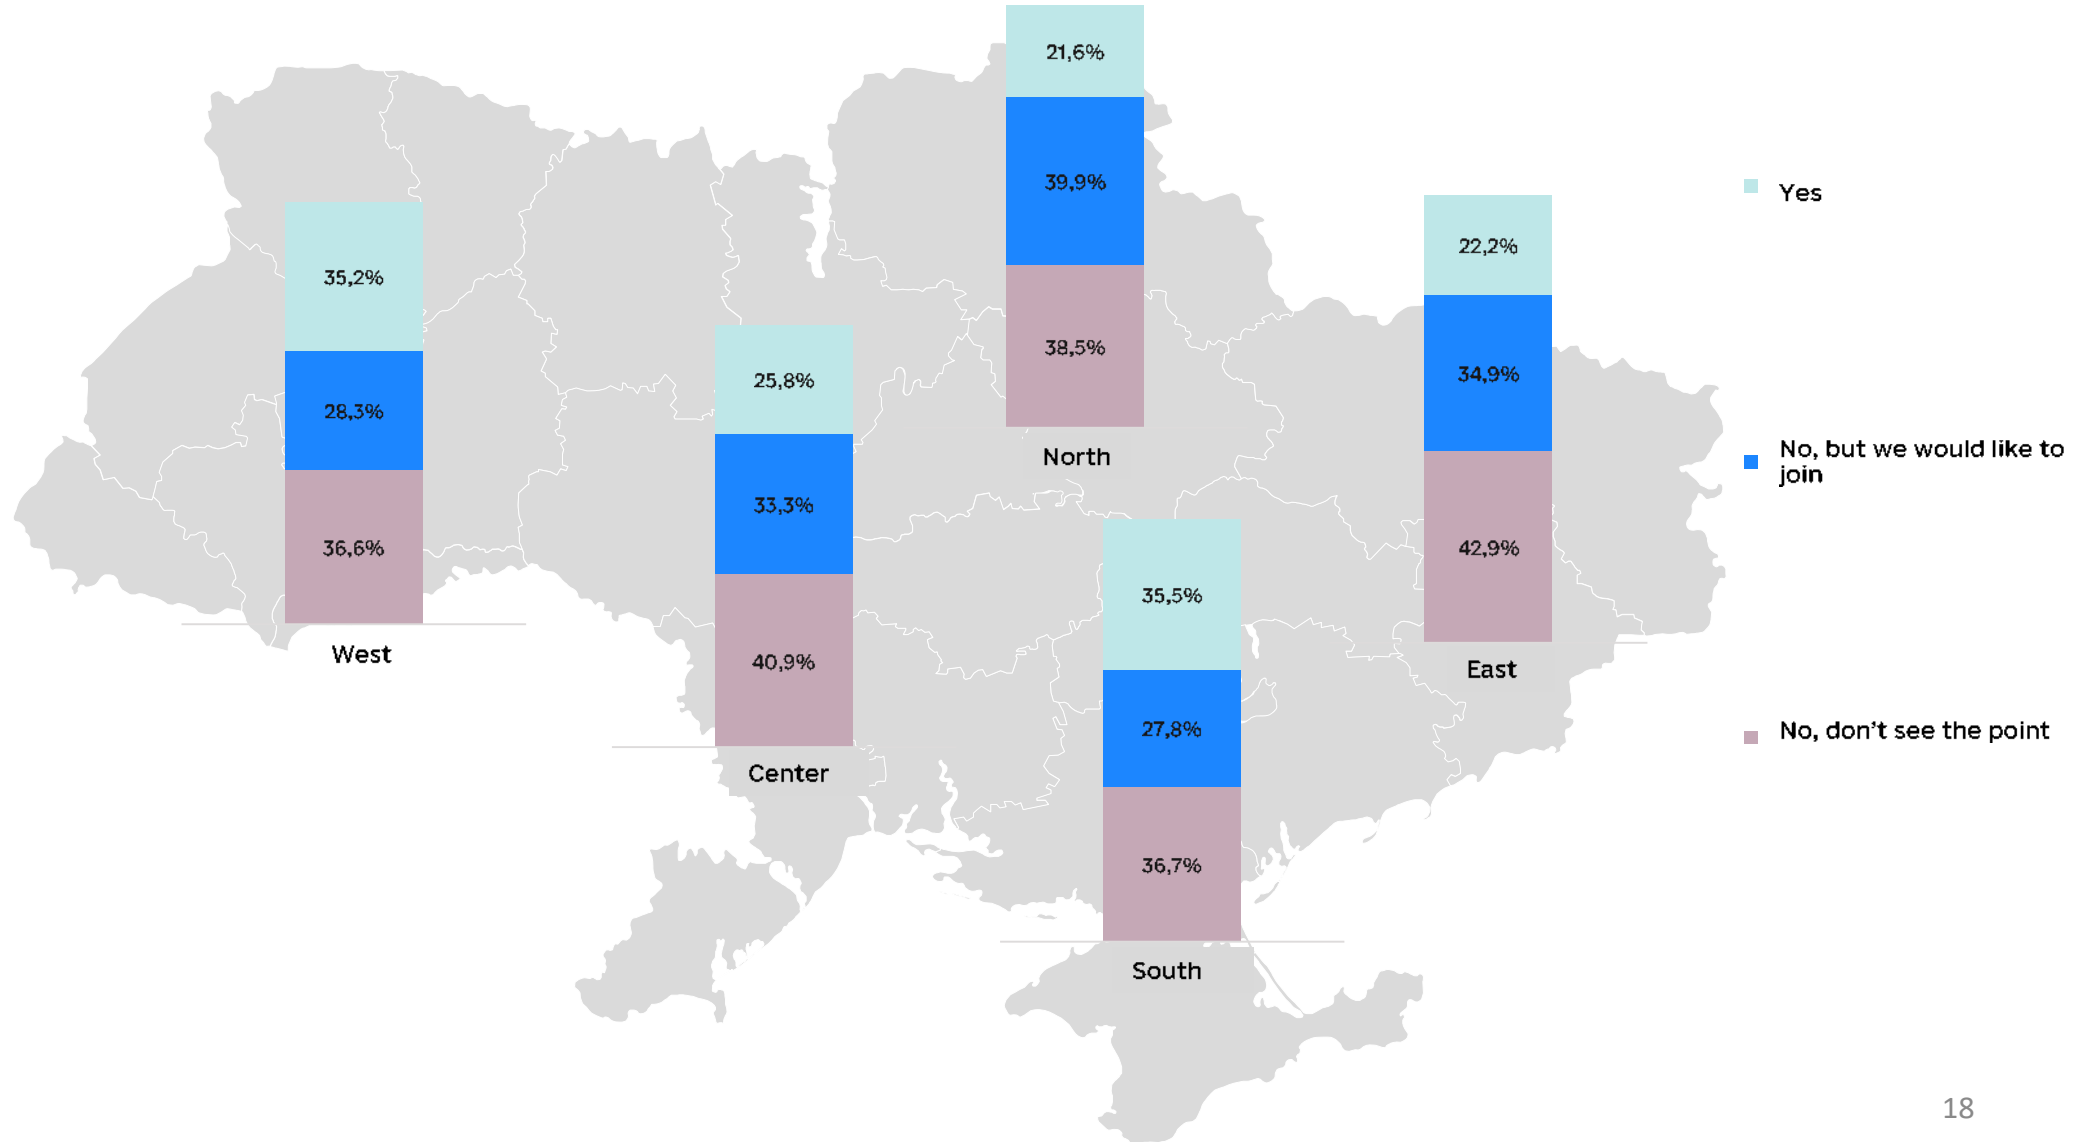 21,6%
39,9%
38,5%
North
35,2%
28,3%
36,6%
West
25,8%
33,3%
40,9%
Center
35,5%
27,8%
36,7%
South
22,2%
34,9%
42,9%
East
Yes
No, but we would like to
join
No, don't see the point
18